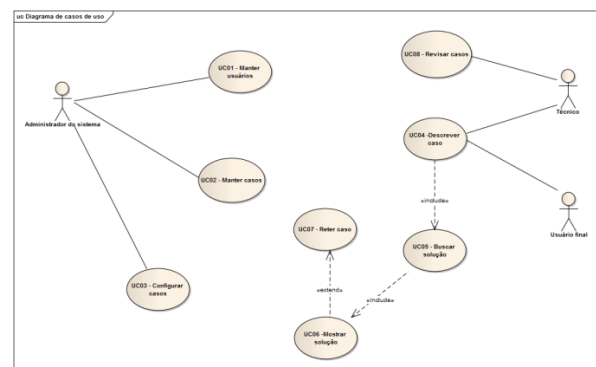 uc Diagrama de casos de uso
UC01 - Manter
usuários
UC08 - Revisar casos
Administrador do sistema
Técnico
UC04 -Descrever
caso
UC02 - Manter casos
«include»
UC07 - Reter caso
Usuário final
UC05 - Buscar
solução
UC03 - Configurar
casos
«extend»
«include»
UC06 -Mostrar
solução